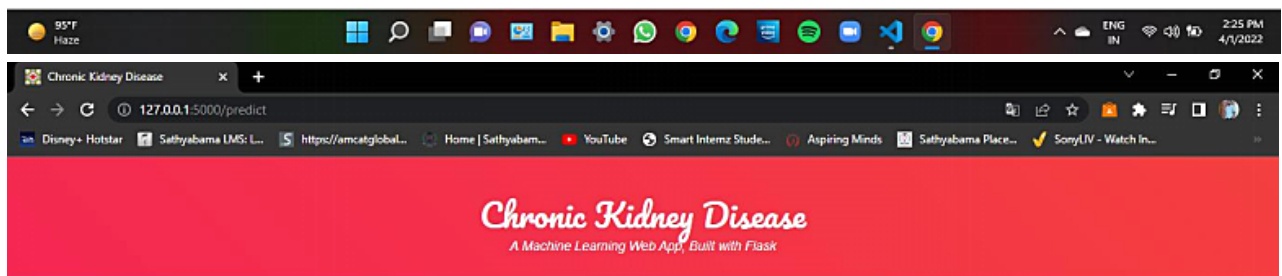 95°F
Haze
ENG
IN
2:25 PM
4/1/2022
Chronic Kidney Disease
127.0.0.1:5000/predict
Disney+ Hotstar Sathyabama LMS: L... https://amcatglobal... Home | Sathyabam... YouTube Smart Internz Stude... Aspiring Minds Sathyabama Place... SonyLIV - Watch In...
Chronic Kidney Disease
A Machine Learning Web App, Built with Flask